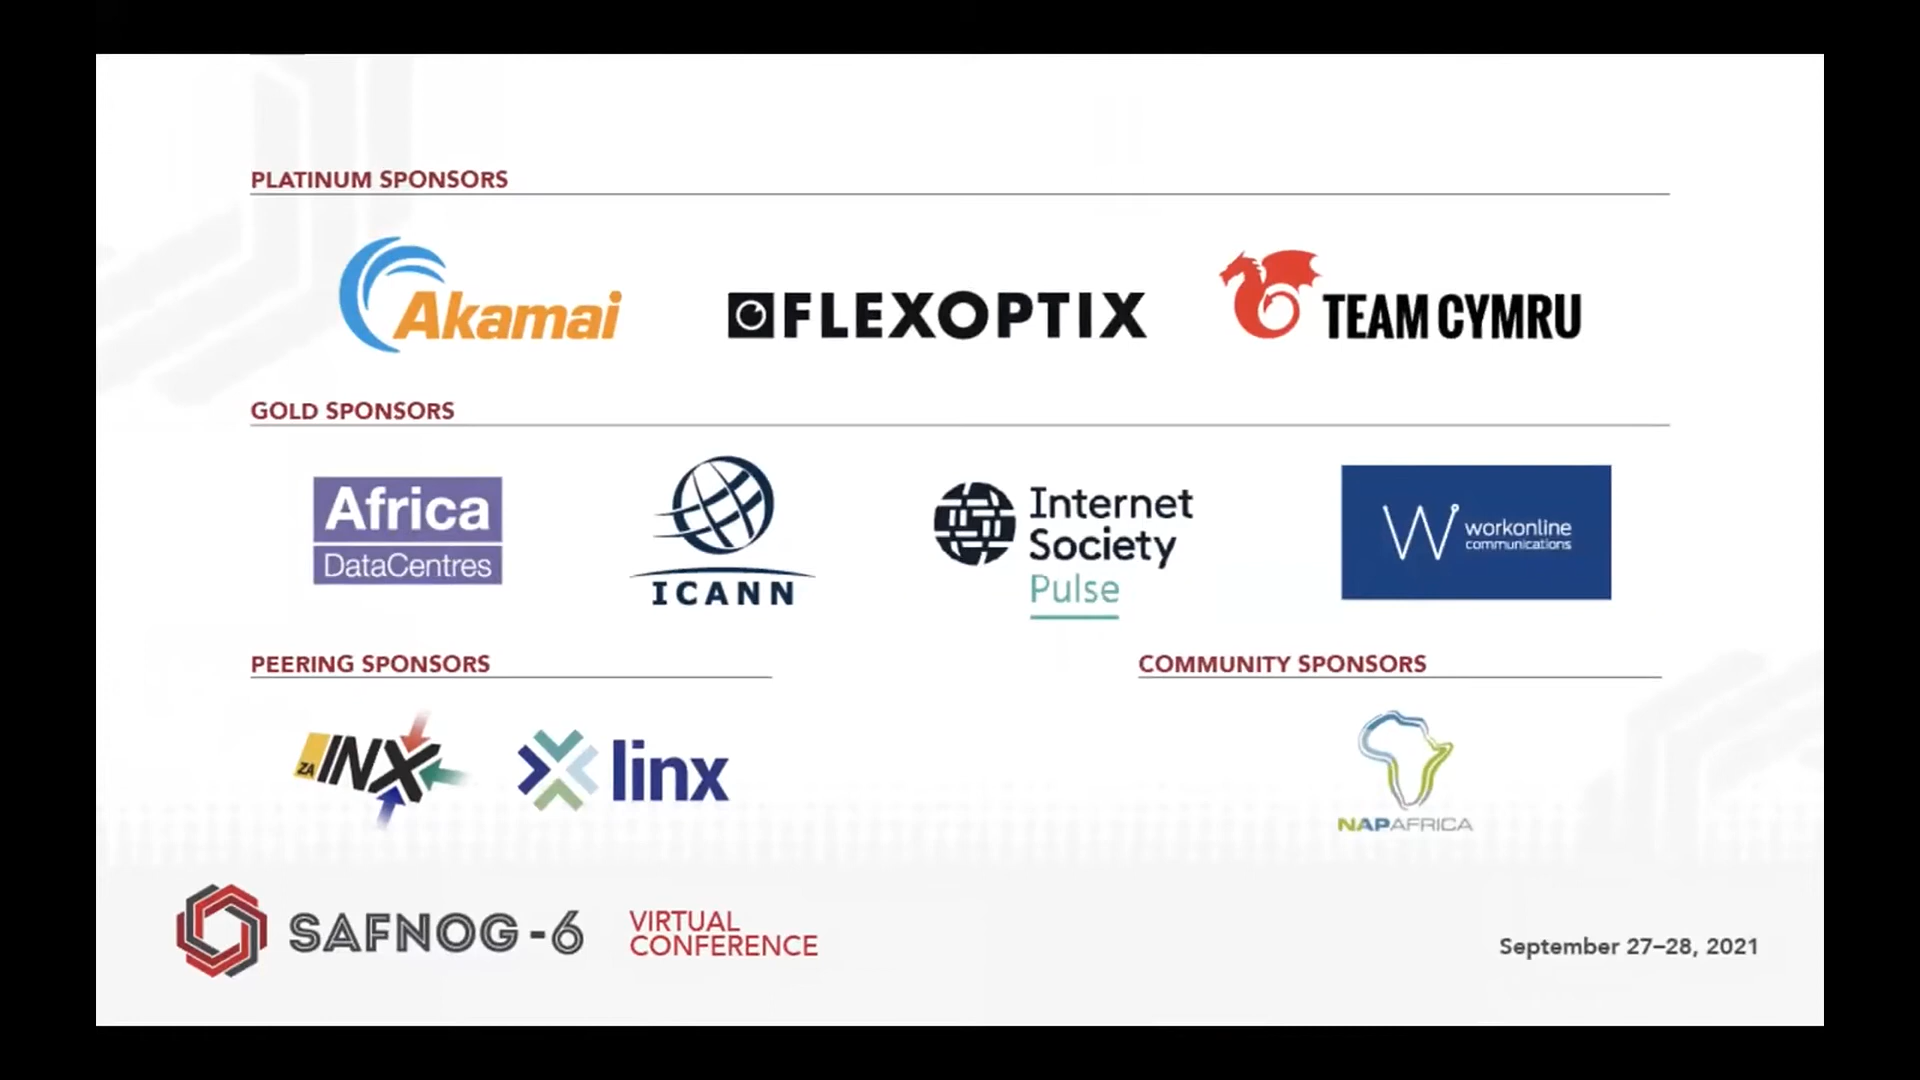 PLATINUM SPONSORS
Akamai
FLEXOPTIX
TEAM CYMRU
GOLD SPONSORS
Africa
DataCentres
ICANN
Internet
Society
Pulse
workonline
communications
PEERING SPONSORS
COMMUNITY SPONSORS
ZA
INX
linx
NAPAFRICA
SAFNOG-6
VIRTUAL
CONFERENCE
September 27–28, 2021